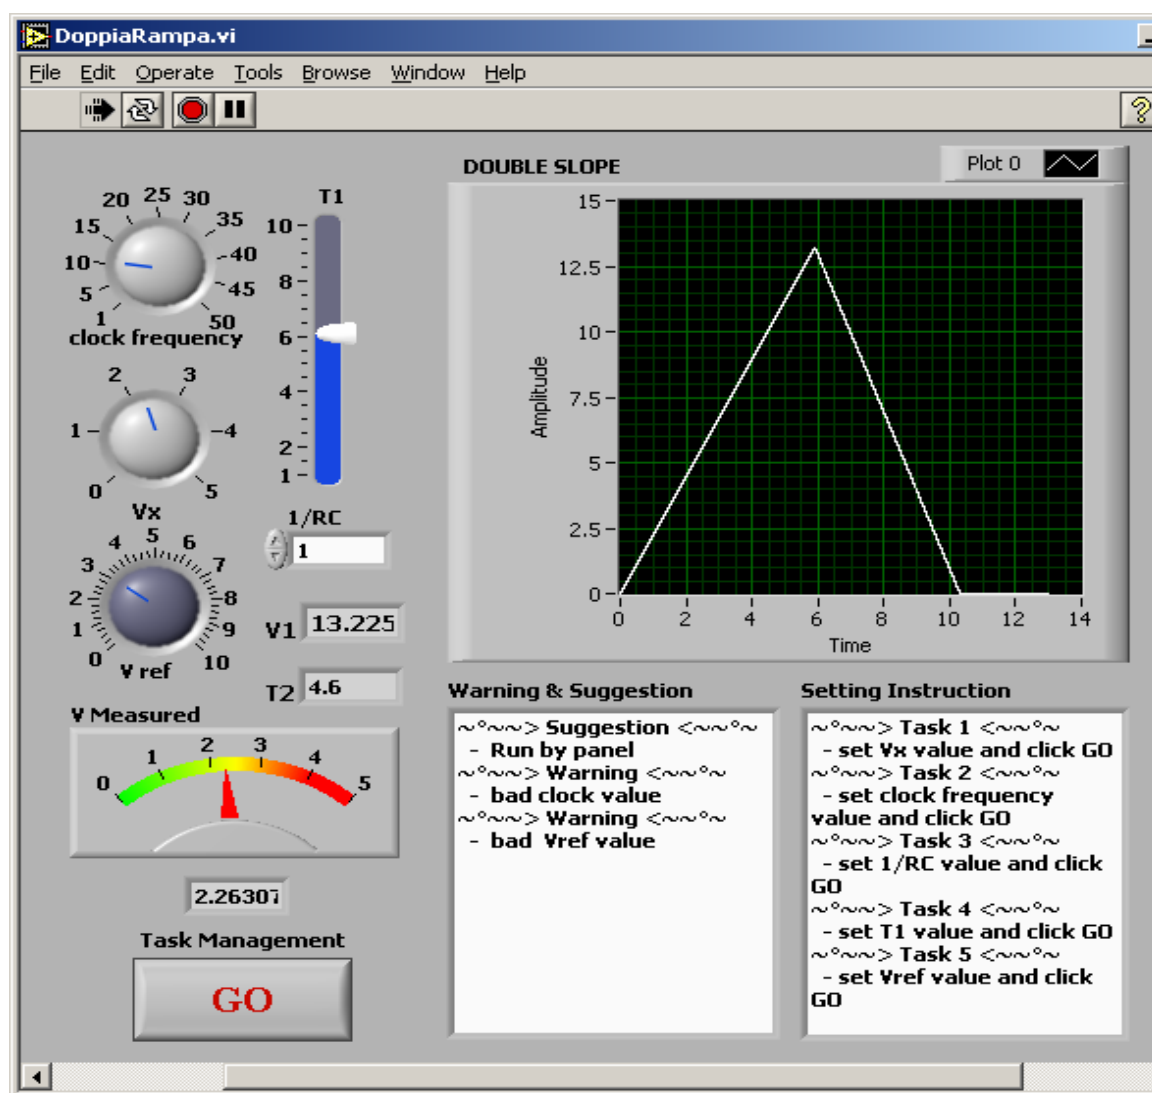 DoppiaRampa.vi
File Edit Operate Tools Browse Window Help
DOUBLE SLOPE
Plot 0
1 5 10 15 20 25 30 35 40 45 50
clock frequency
T1
10
8
6
4
2
1
0 1 2 3 4 5
Vx
1/RC
1
0 1 2 3 4 5 6 7 8 9 10
V ref
V1 13.225
T2 4.6
15
12.5
10
7.5
5
2.5
0
Amplitude
0 2 4 6 8 10 12 14
Time
V Measured
0 1 2 3 4 5
2.26307
Task Management
GO
Warning & Suggestion
~°~~> Suggestion <~~°~
- Run by panel
~°~~> Warning <~~°~
- bad clock value
~°~~> Warning <~~°~
- bad Vref value
Setting Instruction
~°~~> Task 1 <~~°~
- set Vx value and click GO
~°~~> Task 2 <~~°~
- set clock frequency
value and click GO
~°~~> Task 3 <~~°~
- set 1/RC value and click
GO
~°~~> Task 4 <~~°~
- set T1 value and click GO
~°~~> Task 5 <~~°~
- set Vref value and click
GO